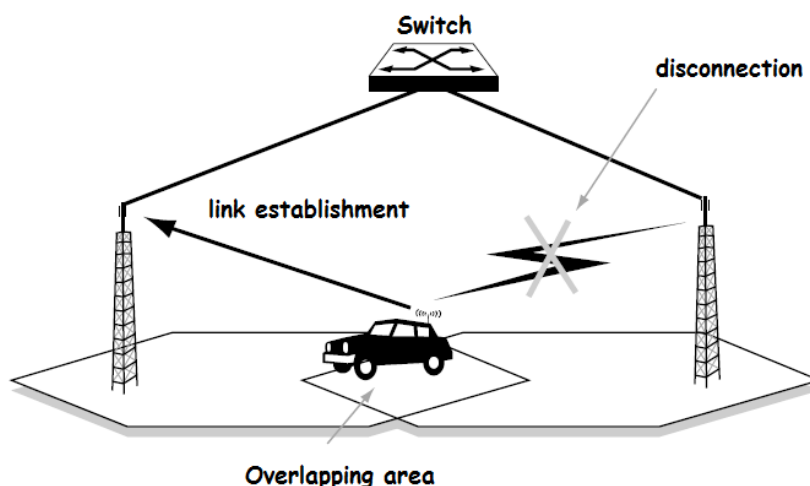 Switch
disconnection
link establishment
Overlapping area